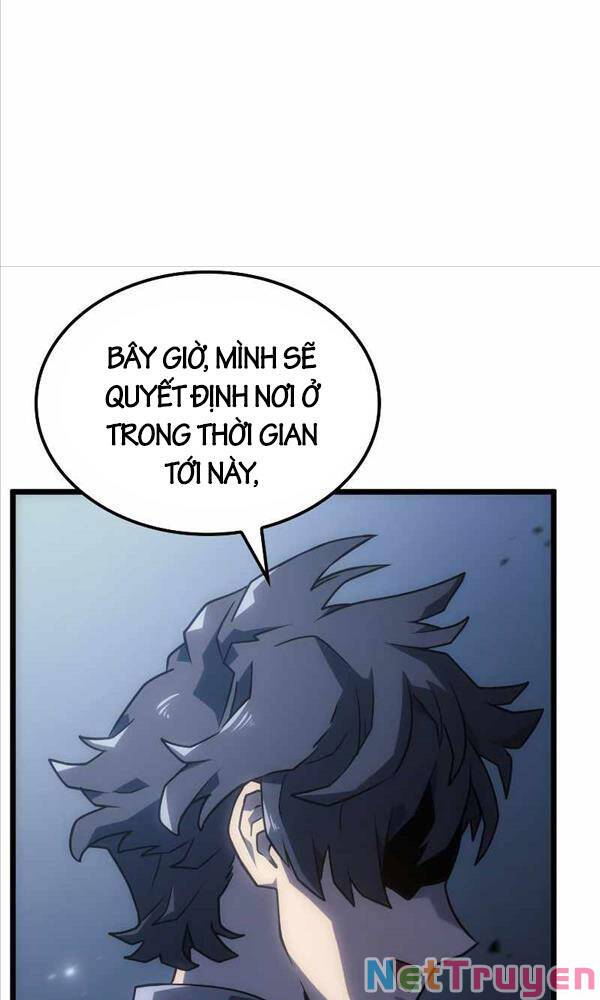 BÂY GIỜ, MÌNH SẼ
QUYẾT ĐỊNH NƠI Ở
TRONG THỜI GIAN
TỚI NÀY,
NetTruyen